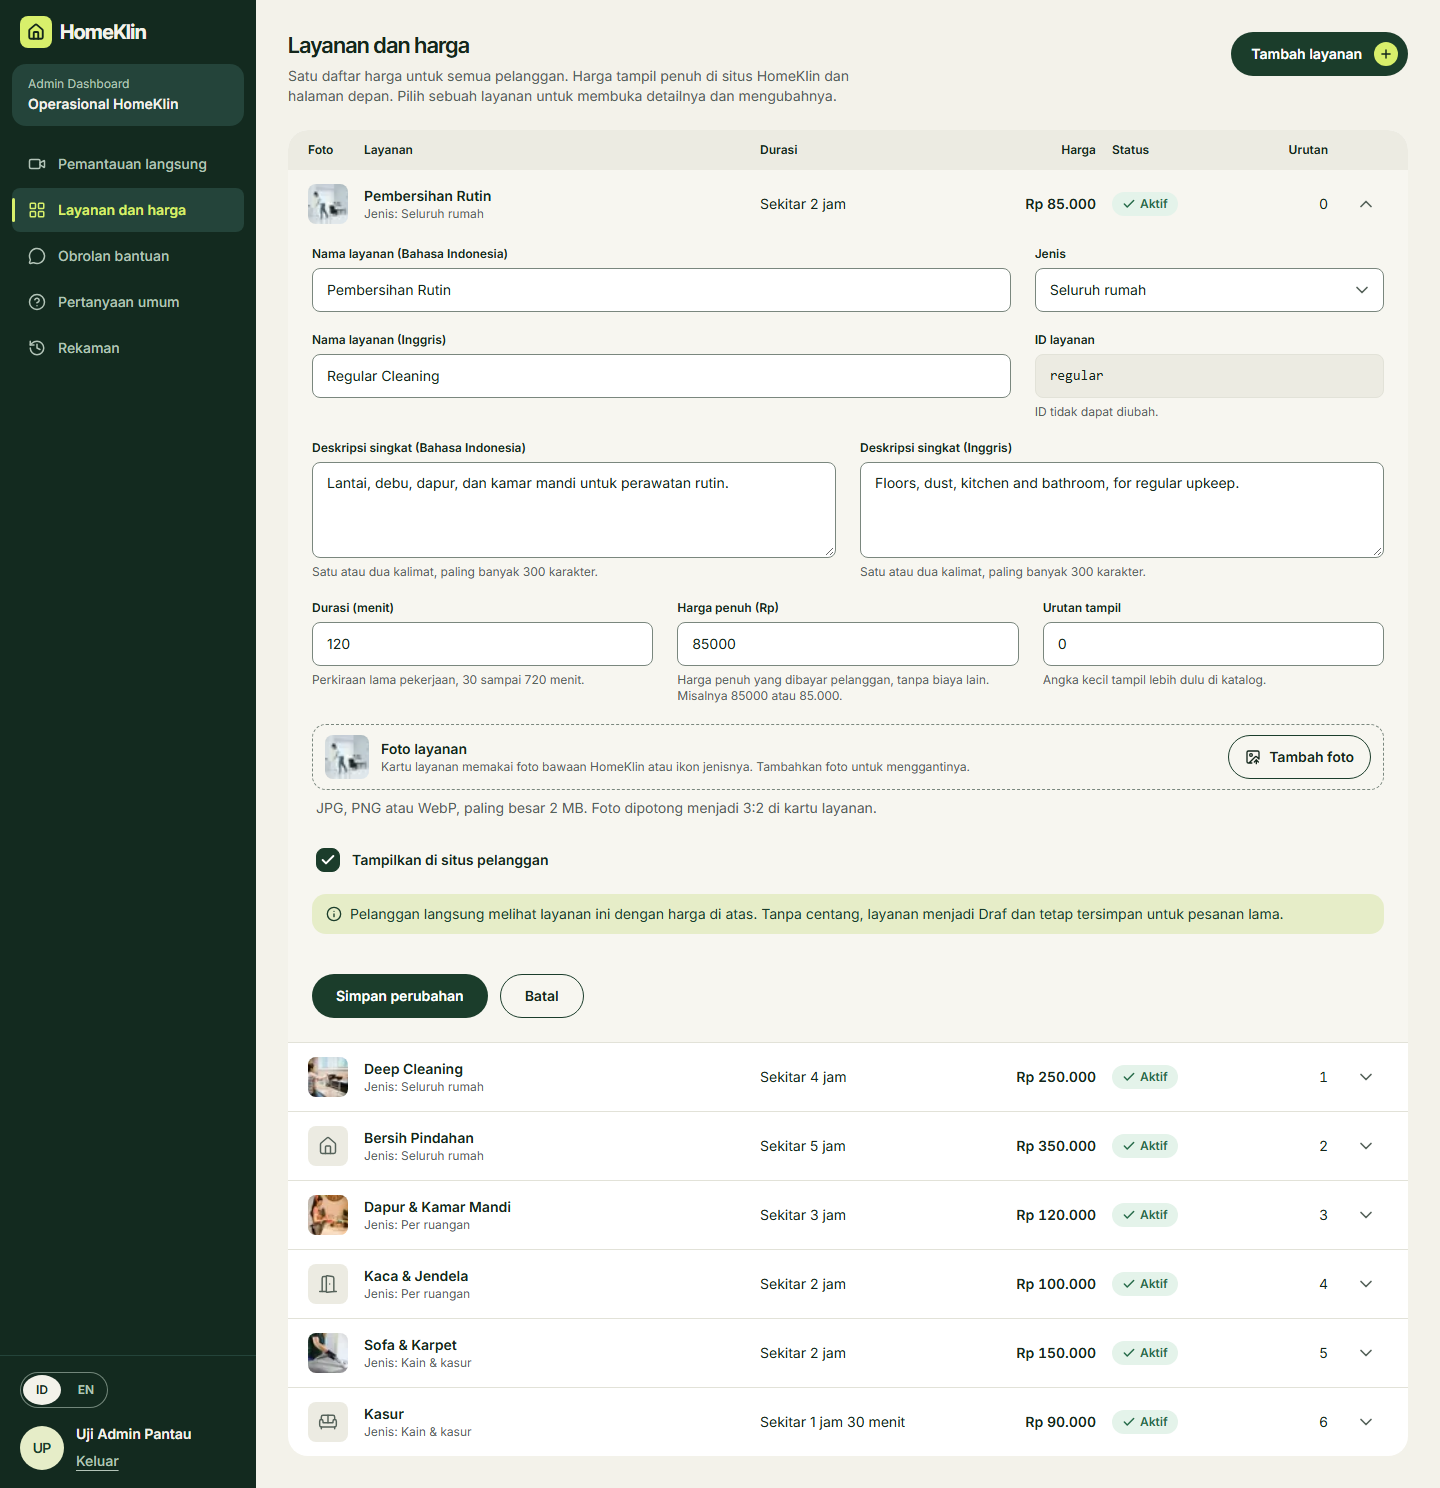 HomeKlin
Admin Dashboard
Operasional HomeKlin
Pemantauan langsung
Layanan dan harga
Obrolan bantuan
Pertanyaan umum
Rekaman
ID EN
UP
Uji Admin Pantau
Keluar
Layanan dan harga
Satu daftar harga untuk semua pelanggan. Harga tampil penuh di situs HomeKlin dan
halaman depan. Pilih sebuah layanan untuk membuka detailnya dan mengubahnya.
Tambah layanan
Foto Layanan Durasi Harga Status Urutan
Pembersihan Rutin
Jenis: Seluruh rumah
Sekitar 2 jam Rp 85.000 Aktif 0
Nama layanan (Bahasa Indonesia)
Pembersihan Rutin
Jenis
Seluruh rumah
Nama layanan (Inggris)
Regular Cleaning
ID layanan
regular
ID tidak dapat diubah.
Deskripsi singkat (Bahasa Indonesia)
Lantai, debu, dapur, dan kamar mandi untuk perawatan rutin.
Satu atau dua kalimat, paling banyak 300 karakter.
Deskripsi singkat (Inggris)
Floors, dust, kitchen and bathroom, for regular upkeep.
Satu atau dua kalimat, paling banyak 300 karakter.
Durasi (menit)
120
Perkiraan lama pekerjaan, 30 sampai 720 menit.
Harga penuh (Rp)
85000
Harga penuh yang dibayar pelanggan, tanpa biaya lain.
Misalnya 85000 atau 85.000.
Urutan tampil
0
Angka kecil tampil lebih dulu di katalog.
Foto layanan
Kartu layanan memakai foto bawaan HomeKlin atau ikon jenisnya. Tambahkan foto untuk menggantinya.
Tambah foto
JPG, PNG atau WebP, paling besar 2 MB. Foto dipotong menjadi 3:2 di kartu layanan.
Tampilkan di situs pelanggan
Pelanggan langsung melihat layanan ini dengan harga di atas. Tanpa centang, layanan menjadi Draf dan tetap tersimpan untuk pesanan lama.
Simpan perubahan
Batal
Deep Cleaning
Jenis: Seluruh rumah
Sekitar 4 jam Rp 250.000 Aktif 1
Bersih Pindahan
Jenis: Seluruh rumah
Sekitar 5 jam Rp 350.000 Aktif 2
Dapur & Kamar Mandi
Jenis: Per ruangan
Sekitar 3 jam Rp 120.000 Aktif 3
Kaca & Jendela
Jenis: Per ruangan
Sekitar 2 jam Rp 100.000 Aktif 4
Sofa & Karpet
Jenis: Kain & kasur
Sekitar 2 jam Rp 150.000 Aktif 5
Kasur
Jenis: Kain & kasur
Sekitar 1 jam 30 menit Rp 90.000 Aktif 6